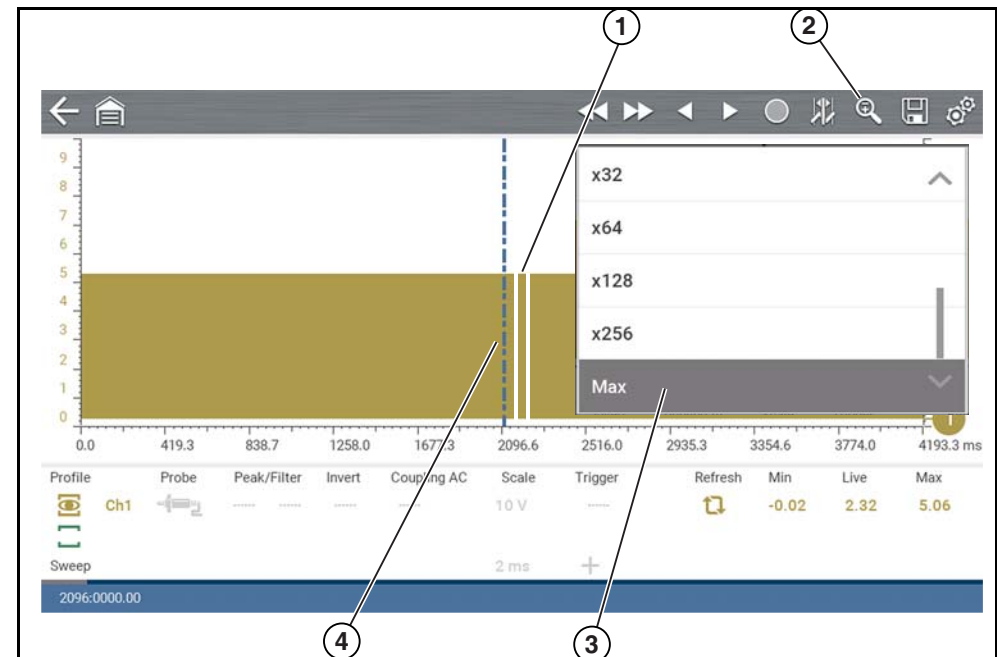 1 2
9
8
7
6
5
4
3
2
1
0
x32
x64
x128
x256
Max
0.0 419.3 838.7 1258.0 1677.3 2096.6 2516.0 2935.3 3354.6 3774.0 4193.3 ms
Profile Probe Peak/Filter Invert Coupling AC Scale Trigger Refresh Min Live Max
Ch1 ----- ----- ----- ----- 10 V ----- -0.02 2.32 5.06
Sweep 2 ms +
2096:0000.00
4 3